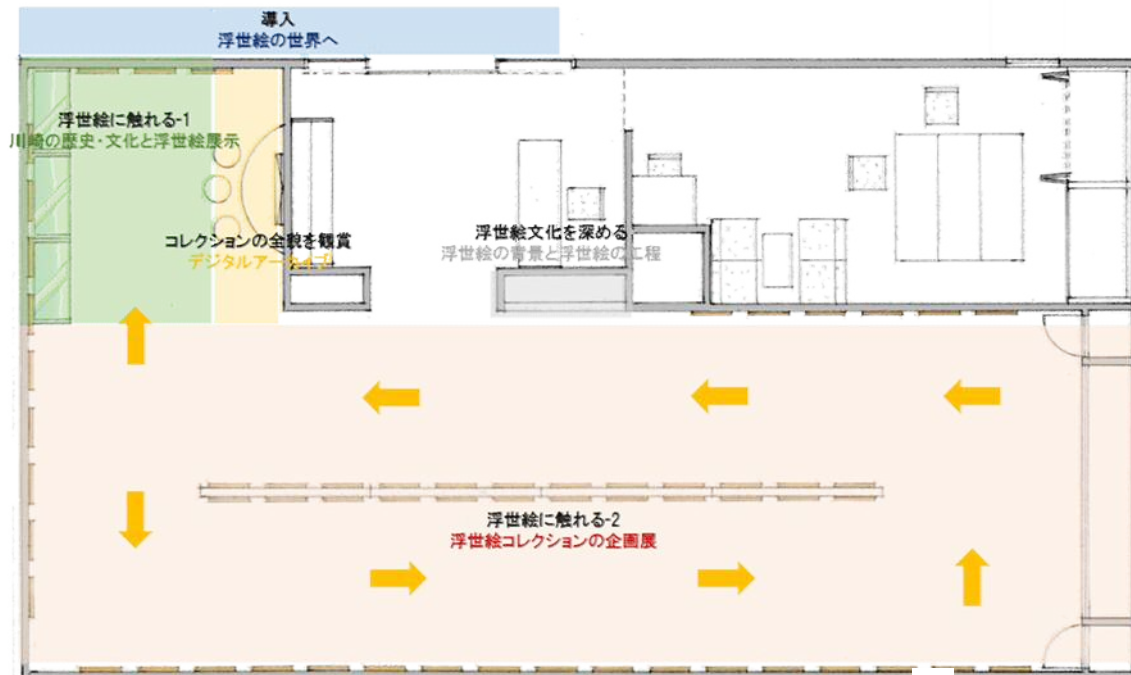 導入
浮世絵の世界へ
浮世絵に触れる-1
川崎の歴史・文化と浮世絵展示
コレクションの全貌を観賞
デジタルアーカイブ
浮世絵文化を深める
浮世絵の背景と浮世絵の工程
浮世絵に触れる-2
浮世絵コレクションの企画展